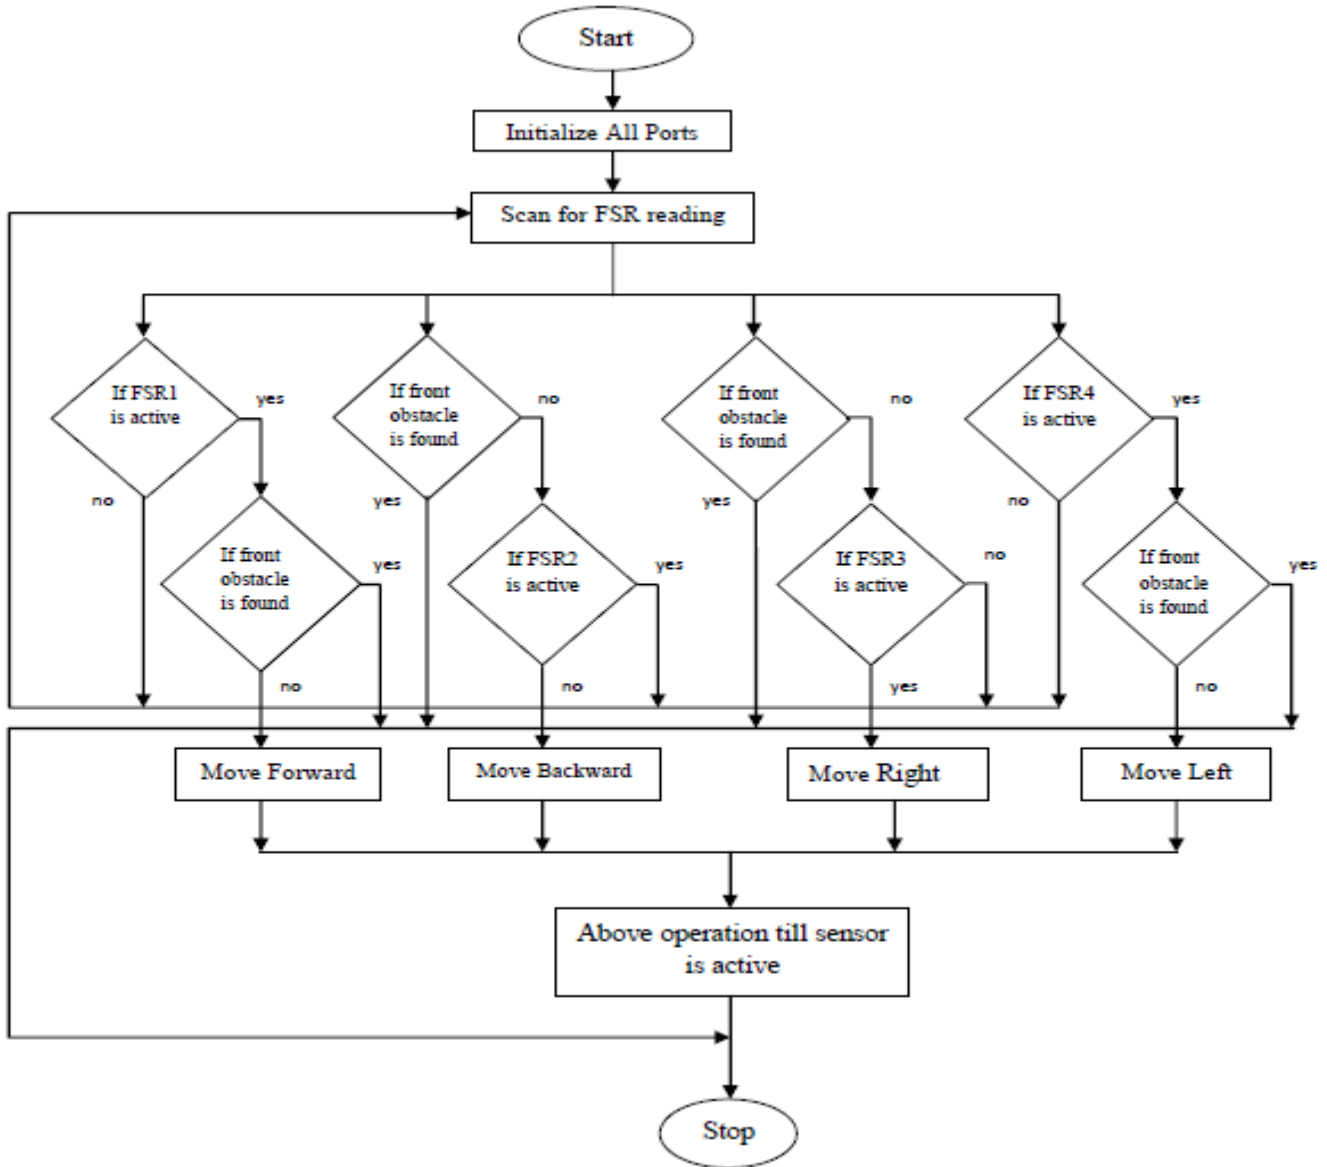 Start
Initialize All Ports
Scan for FSR reading
If FSR1
is active
yes
no
If front
obstacle
is found
no
yes
If front
obstacle
is found
no
yes
If FSR4
is active
yes
no
If front
obstacle
is found
yes
no
If FSR2
is active
yes
no
If FSR3
is active
no
yes
If front
obstacle
is found
yes
no
Move Forward
Move Backward
Move Right
Move Left
Above operation till sensor
is active
Stop